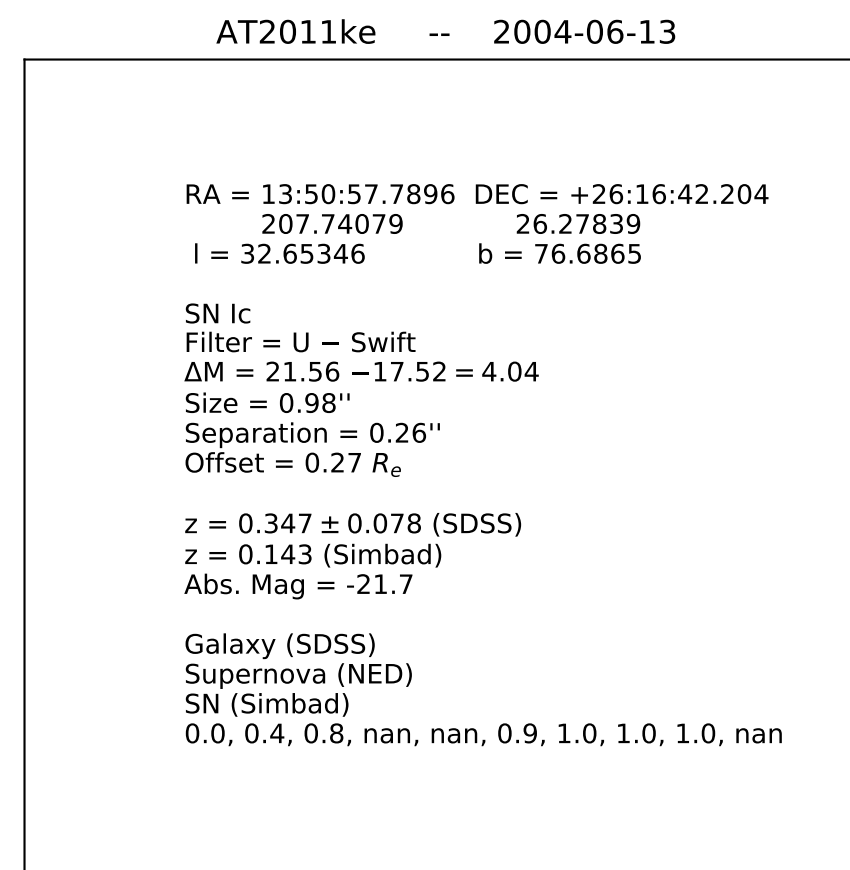 AT2011ke -- 2004-06-13
RA = 13:50:57.7896 DEC = +26:16:42.204
207.74079 26.27839
l = 32.65346 b = 76.6865
SN Ic
Filter = U − Swift
ΔM = 21.56 −17.52 = 4.04
Size = 0.98''
Separation = 0.26''
Offset = 0.27 Rₑ
z = 0.347 ± 0.078 (SDSS)
z = 0.143 (Simbad)
Abs. Mag = -21.7
Galaxy (SDSS)
Supernova (NED)
SN (Simbad)
0.0, 0.4, 0.8, nan, nan, 0.9, 1.0, 1.0, 1.0, nan